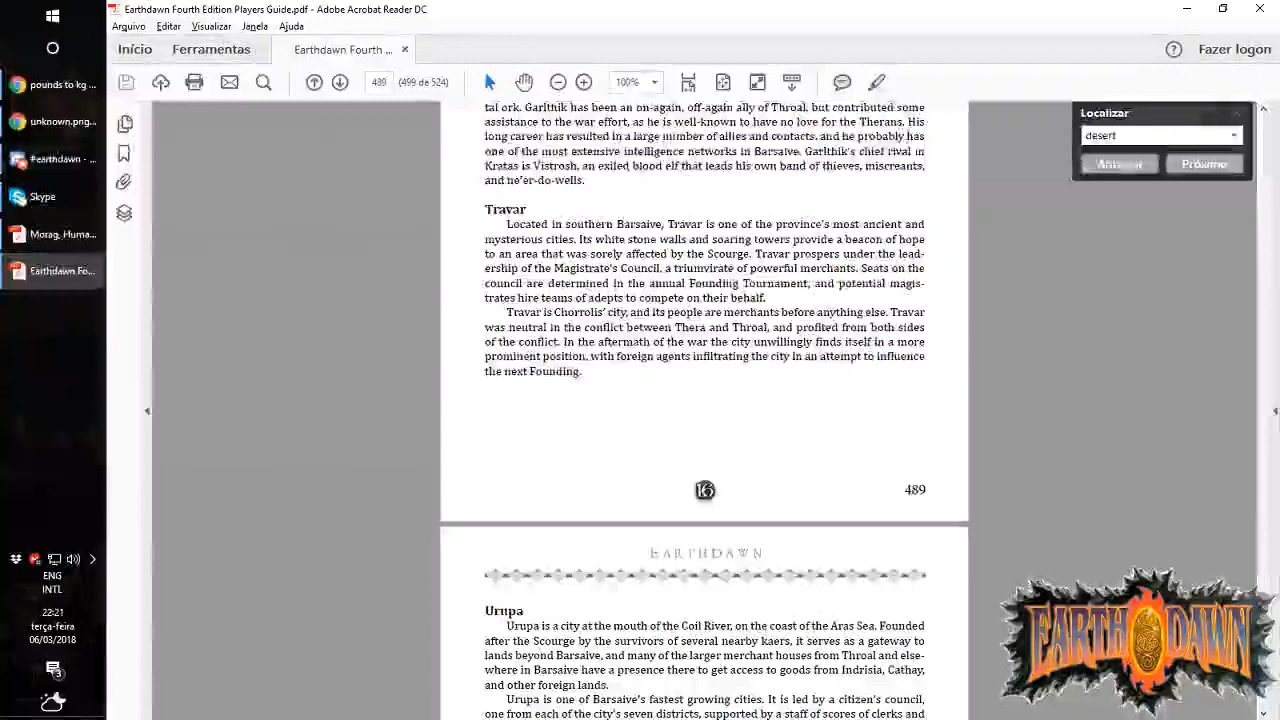 Earthdawn Fourth Edition Players Guide.pdf - Adobe Acrobat Reader DC
Arquivo Editar Visualizar Janela Ajuda
Início Ferramentas Earthdawn Fourth ... × ? Fazer logon
489 (499 de 524) 100%
pounds to kg ...
unknown.png...
#earthdawn - ...
Skype
Morag, Huma...
Earthdawn Fo...
ENG
INTL
22:21
terça-feira
06/03/2018
3
Localizar
desert
Anterior Próximo
tal ork. Garlthik has been an on-again, off-again ally of Throal, but contributed some
assistance to the war effort, as he is well-known to have no love for the Therans. His
long career has resulted in a large number of allies and contacts, and he probably has
one of the most extensive intelligence networks in Barsaive. Garlthik's chief rival in
Kratas is Vistrosh, an exiled blood elf that leads his own band of thieves, miscreants,
and ne'er-do-wells.
Travar
Located in southern Barsaive, Travar is one of the province's most ancient and
mysterious cities. Its white stone walls and soaring towers provide a beacon of hope
to an area that was sorely affected by the Scourge. Travar prospers under the lead-
ership of the Magistrate's Council, a triumvirate of powerful merchants. Seats on the
council are determined in the annual Founding Tournament, and potential magis-
trates hire teams of adepts to compete on their behalf.
Travar is Chorrolis' city, and its people are merchants before anything else. Travar
was neutral in the conflict between Thera and Throal, and profited from both sides
of the conflict. In the aftermath of the war the city unwillingly finds itself in a more
prominent position, with foreign agents infiltrating the city in an attempt to influence
the next Founding.
16 489
EARTHDAWN
Urupa
Urupa is a city at the mouth of the Coil River, on the coast of the Aras Sea. Founded
after the Scourge by the survivors of several nearby kaers, it serves as a gateway to
lands beyond Barsaive, and many of the larger merchant houses from Throal and else-
where in Barsaive have a presence there to get access to goods from Indrisia, Cathay,
and other foreign lands.
Urupa is one of Barsaive's fastest growing cities. It is led by a citizen's council,
one from each of the city's seven districts, supported by a staff of scores of clerks and
EARTHDAWN